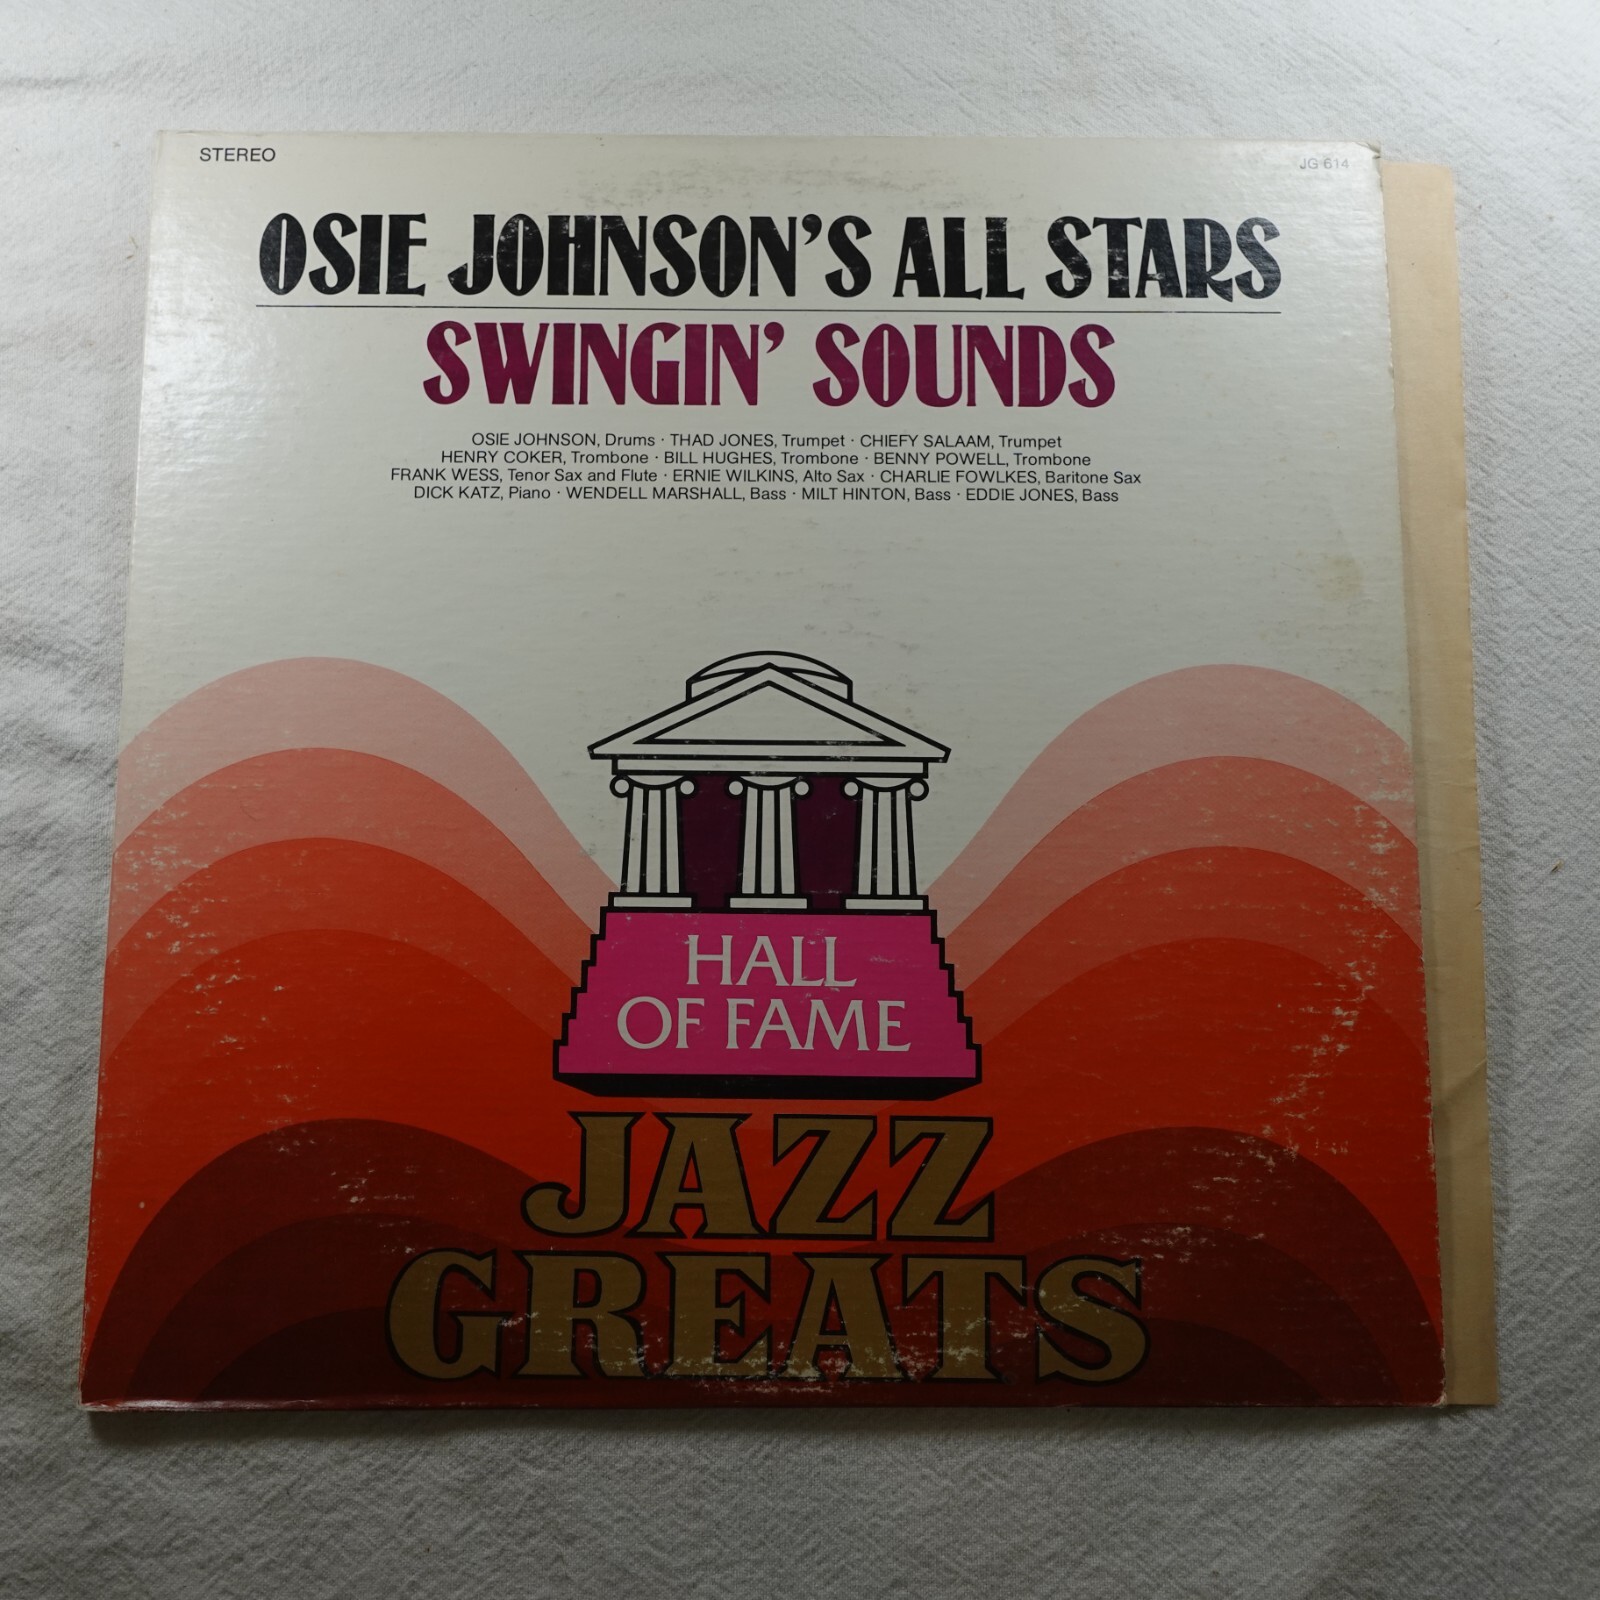 STEREO
JG 614
OSIE JOHNSON'S ALL STARS
SWINGIN' SOUNDS
OSIE JOHNSON, Drums · THAD JONES, Trumpet · CHIEFY SALAAM, Trumpet
HENRY COKER, Trombone · BILL HUGHES, Trombone · BENNY POWELL, Trombone
FRANK WESS, Tenor Sax and Flute · ERNIE WILKINS, Alto Sax · CHARLIE FOWLKES, Baritone Sax
DICK KATZ, Piano · WENDELL MARSHALL, Bass · MILT HINTON, Bass · EDDIE JONES, Bass
HALL
OF FAME
JAZZ
GREATS